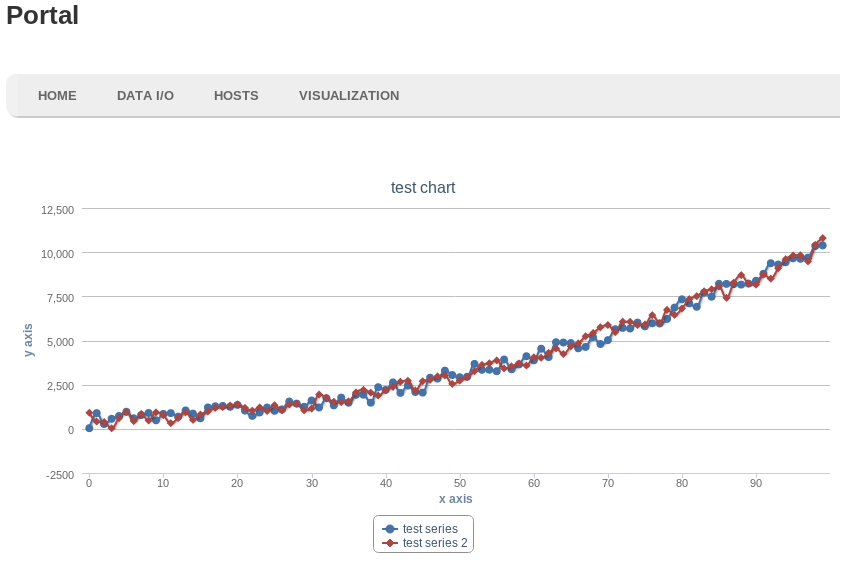 Portal
HOME DATA I/O HOSTS VISUALIZATION
test chart
12,500
10,000
7,500
5,000
2,500
0
-2500
y axis
0 10 20 30 40 50 60 70 80 90
x axis
test series
test series 2